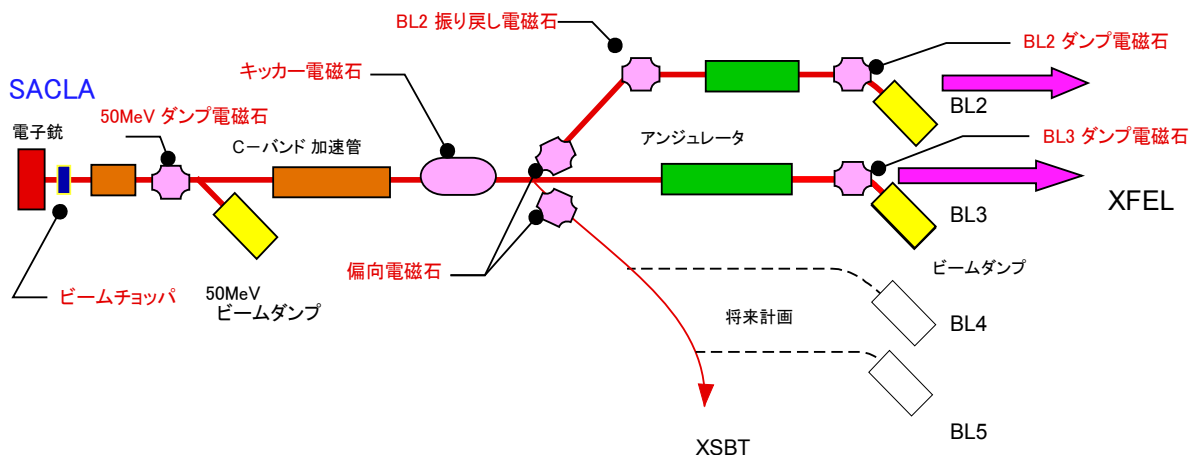 BL2 振り戻し電磁石
BL2 ダンプ電磁石
キッカー電磁石
SACLA
50MeV ダンプ電磁石
BL2
電子銃
C－バンド 加速管
アンジュレータ
BL3 ダンプ電磁石
XFEL
BL3
偏向電磁石
ビームダンプ
ビームチョッパ
50MeV
ビームダンプ
将来計画
BL4
BL5
XSBT